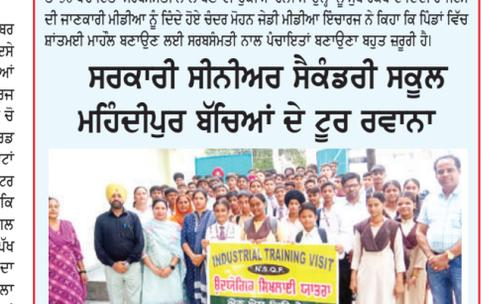 ਦੀ ਜਾਣਕਾਰੀ ਮੀਡੀਆ ਨੂੰ ਦਿੰਦੇ ਹੋਏ ਚੰਦਰ ਮੋਹਨ ਜੇਡੀ ਮੀਡੀਆ ਇੰਚਾਰਜ ਨੇ ਕਿਹਾ ਕਿ ਪਿੰਡਾਂ ਵਿੱਚ
ਸ਼ਾਂਤਮਈ ਮਾਹੌਲ ਬਣਾਉਣ ਲਈ ਸਰਬਸੰਮਤੀ ਨਾਲ ਪੰਚਾਇਤਾਂ ਬਣਾਉਣਾ ਬਹੁਤ ਜ਼ਰੂਰੀ ਹੈ।
ਸਰਕਾਰੀ ਸੀਨੀਅਰ ਸੈਕੰਡਰੀ ਸਕੂਲ
ਮਹਿੰਦੀਪੁਰ ਬੱਚਿਆਂ ਦੇ ਟੂਰ ਰਵਾਨਾ
INDUSTRIAL TRAINING VISIT
N.S.Q.F.
ਉਦਯੋਗਿਕ ਸਿਖਲਾਈ ਯਾਤਰਾ